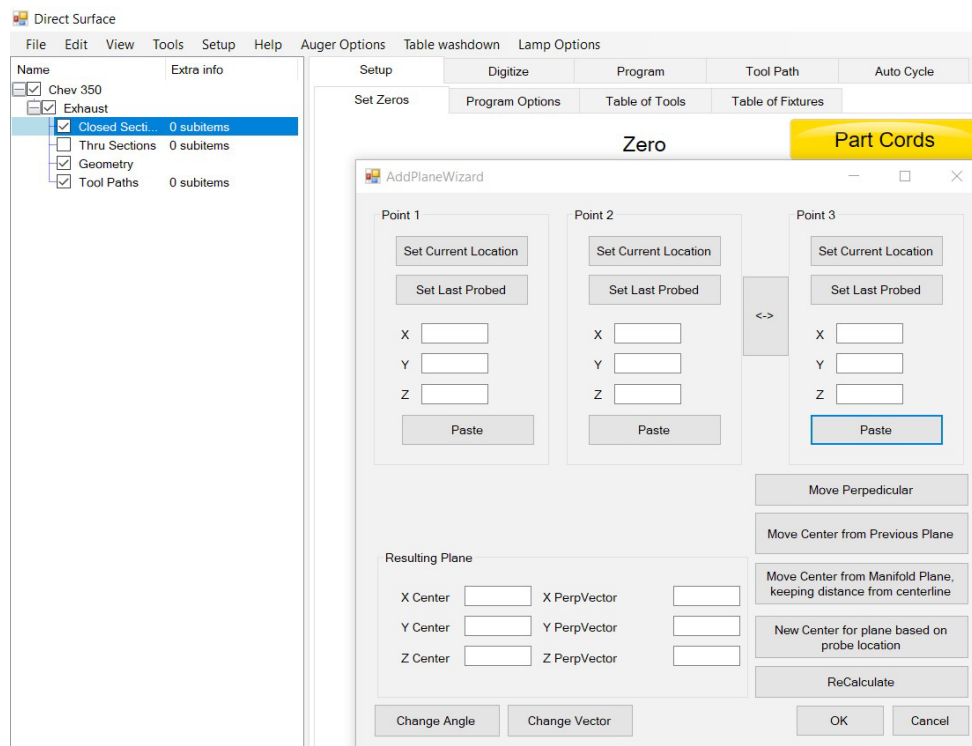 Direct Surface
File Edit View Tools Setup Help Auger Options Table washdown Lamp Options
Name Extra info
Chev 350
Exhaust
Closed Secti... 0 subitems
Thru Sections 0 subitems
Geometry
Tool Paths 0 subitems
Setup Digitize Program Tool Path Auto Cycle
Set Zeros Program Options Table of Tools Table of Fixtures
Zero Part Cords
AddPlaneWizard
Point 1 Point 2 Point 3
Set Current Location Set Current Location Set Current Location
Set Last Probed Set Last Probed Set Last Probed
<->
X X X
Y Y Y
Z Z Z
Paste Paste Paste
Move Perpedicular
Move Center from Previous Plane
Move Center from Manifold Plane,
keeping distance from centerline
New Center for plane based on
probe location
ReCalculate
Resulting Plane
X Center X PerpVector
Y Center Y PerpVector
Z Center Z PerpVector
Change Angle Change Vector OK Cancel